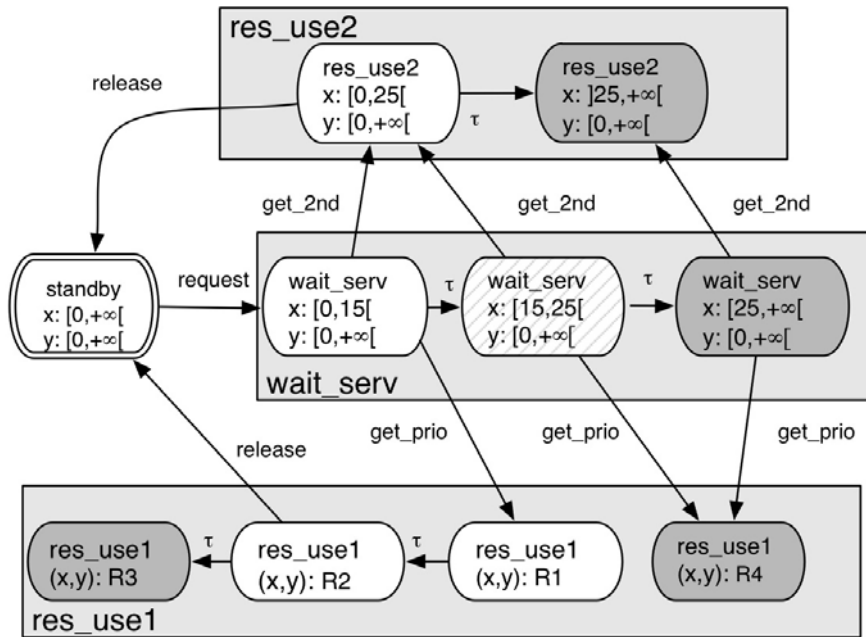 res_use2
res_use2
x: [0,25[
y: [0,+∞[
res_use2
x: ]25,+∞[
y: [0,+∞[
release
τ
get_2nd
get_2nd
get_2nd
standby
x: [0,+∞[
y: [0,+∞[
request
wait_serv
x: [0,15[
y: [0,+∞[
τ
wait_serv
x: [15,25[
y: [0,+∞[
τ
wait_serv
x: [25,+∞[
y: [0,+∞[
wait_serv
release
get_prio
get_prio
get_prio
res_use1
(x,y): R3
τ
res_use1
(x,y): R2
τ
res_use1
(x,y): R1
res_use1
(x,y): R4
res_use1